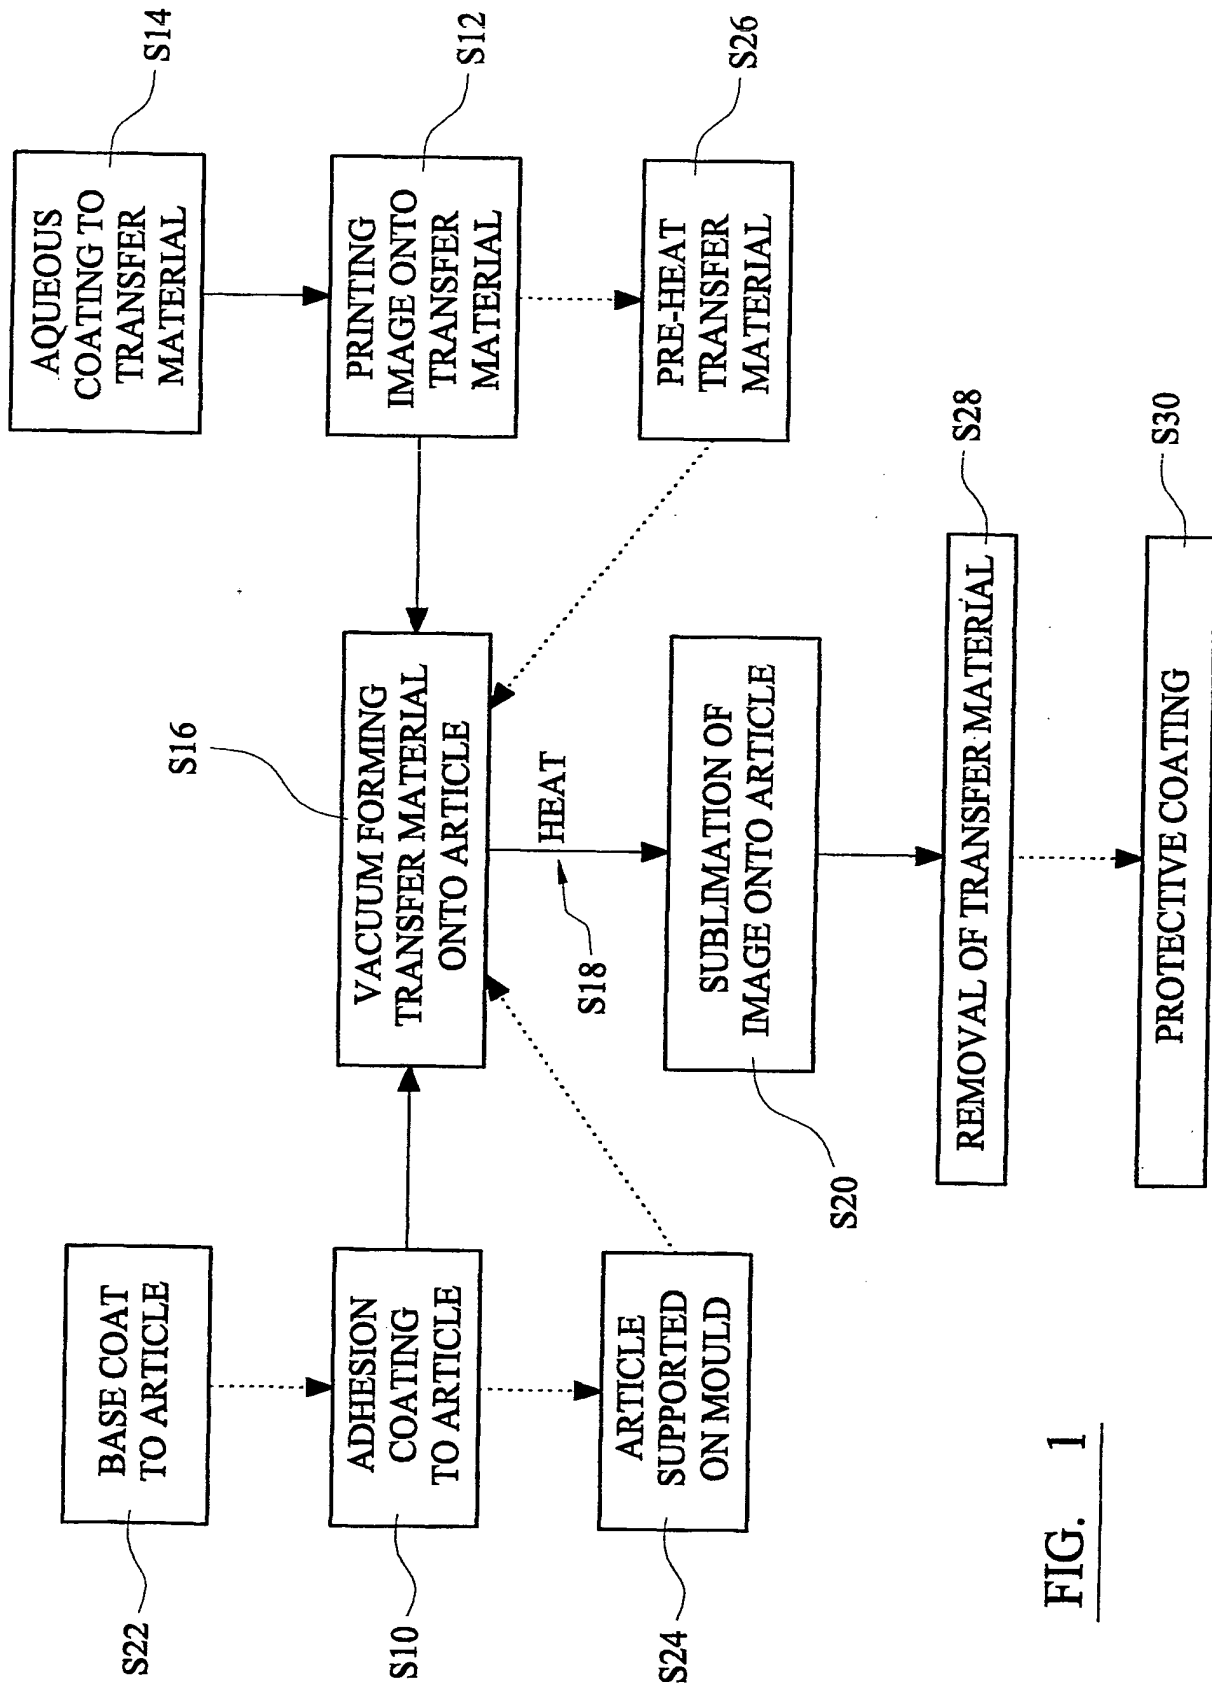 S22
BASE COAT
TO ARTICLE
S10
ADHESION
COATING
TO ARTICLE
S24
ARTICLE
SUPPORTED
ON MOULD
S16
VACUUM FORMING
TRANSFER MATERIAL
ONTO ARTICLE
S18
HEAT
S20
SUBLIMATION OF
IMAGE ONTO ARTICLE
S28
REMOVAL OF TRANSFER MATERIAL
S30
PROTECTIVE COATING
S14
AQUEOUS
COATING TO
TRANSFER
MATERIAL
S12
PRINTING
IMAGE ONTO
TRANSFER
MATERIAL
S26
PRE-HEAT
TRANSFER
MATERIAL
FIG. 1